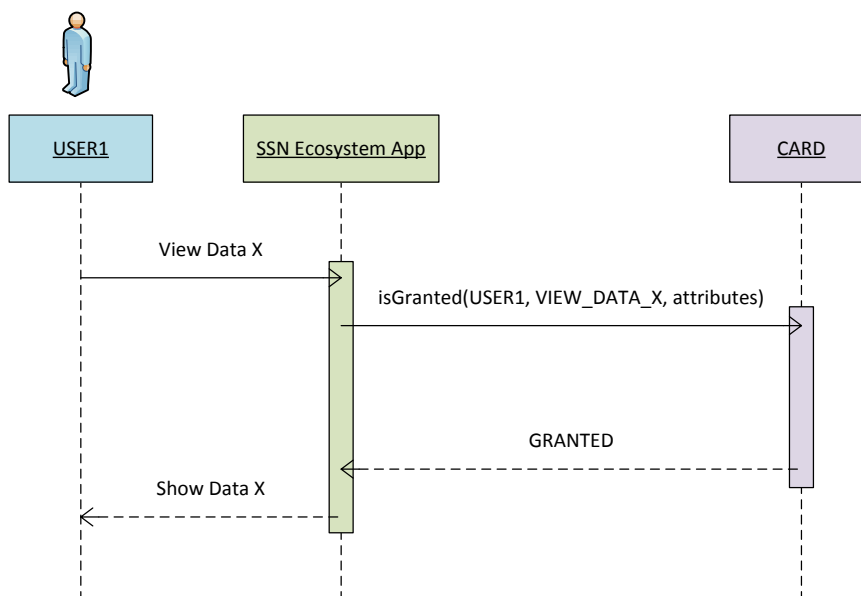 USER1
SSN Ecosystem App
CARD
View Data X
isGranted(USER1, VIEW_DATA_X, attributes)
GRANTED
Show Data X